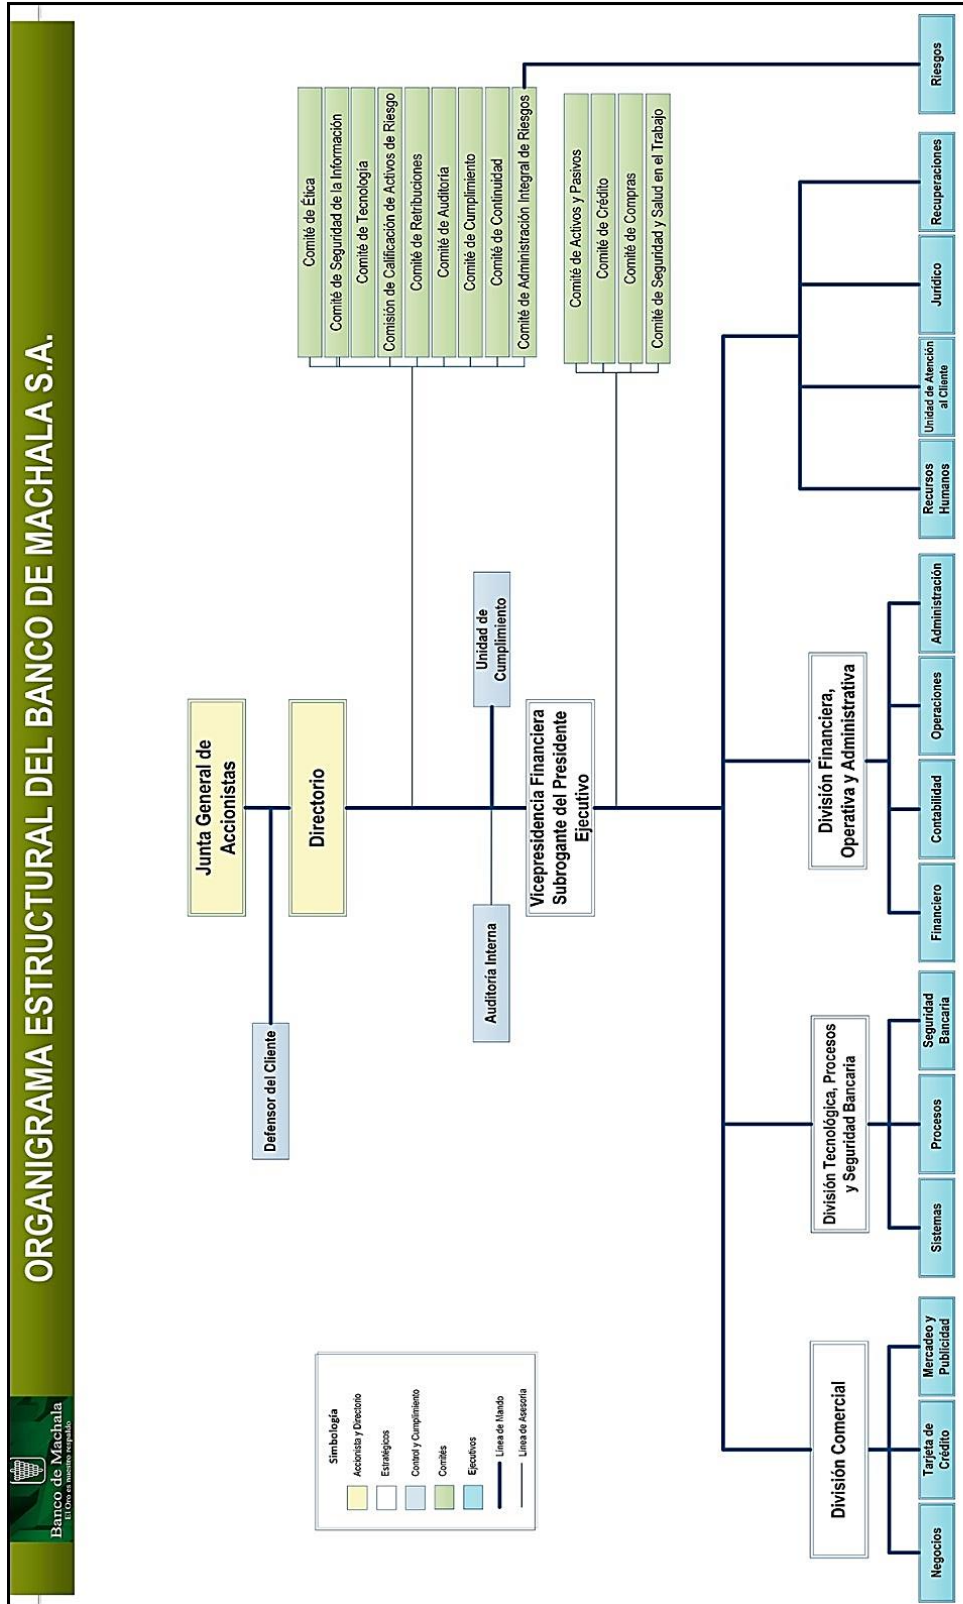 ORGANIGRAMA ESTRUCTURAL DEL BANCO DE MACHALA S.A.
Banco de Machala
El Oro es nuestro respaldo
Junta General de
Accionistas
Defensor del Cliente
Directorio
Comité de Ética
Comité de Seguridad de la Información
Comité de Tecnología
Comisión de Calificación de Activos de Riesgo
Comité de Retribuciones
Comité de Auditoría
Comité de Cumplimiento
Comité de Continuidad
Comité de Administración Integral de Riesgos
Auditoría Interna
Unidad de
Cumplimiento
Vicepresidencia Financiera
Subrogante del Presidente
Ejecutivo
Comité de Activos y Pasivos
Comité de Crédito
Comité de Compras
Comité de Seguridad y Salud en el Trabajo
Simbología
Accionista y Directorio
Estratégicos
Control y Cumplimiento
Comités
Ejecutivos
Línea de Mando
Línea de Asesoría
División Comercial
División Tecnológica, Procesos
y Seguridad Bancaria
División Financiera,
Operativa y Administrativa
Negocios
Tarjeta de
Crédito
Mercadeo y
Publicidad
Sistemas
Procesos
Seguridad
Bancaria
Financiero
Contabilidad
Operaciones
Administración
Recursos
Humanos
Unidad de Atención
al Cliente
Jurídico
Recuperaciones
Riesgos